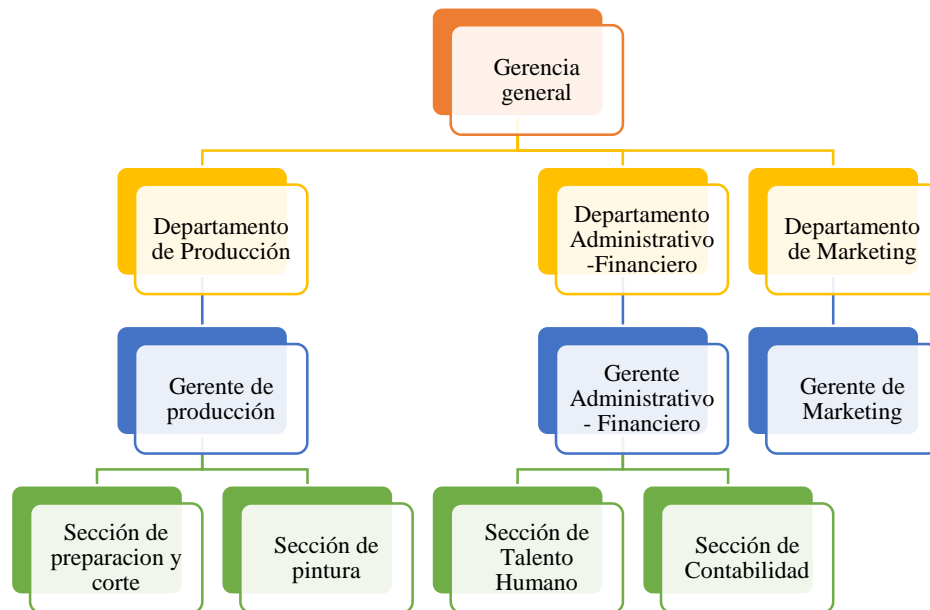 Gerencia
general
Departamento
de Producción
Departamento
Administrativo
-Financiero
Departamento
de Marketing
Gerente de
producción
Gerente
Administrativo
- Financiero
Gerente de
Marketing
Sección de
preparacion y
corte
Sección de
pintura
Sección de
Talento
Humano
Sección de
Contabilidad